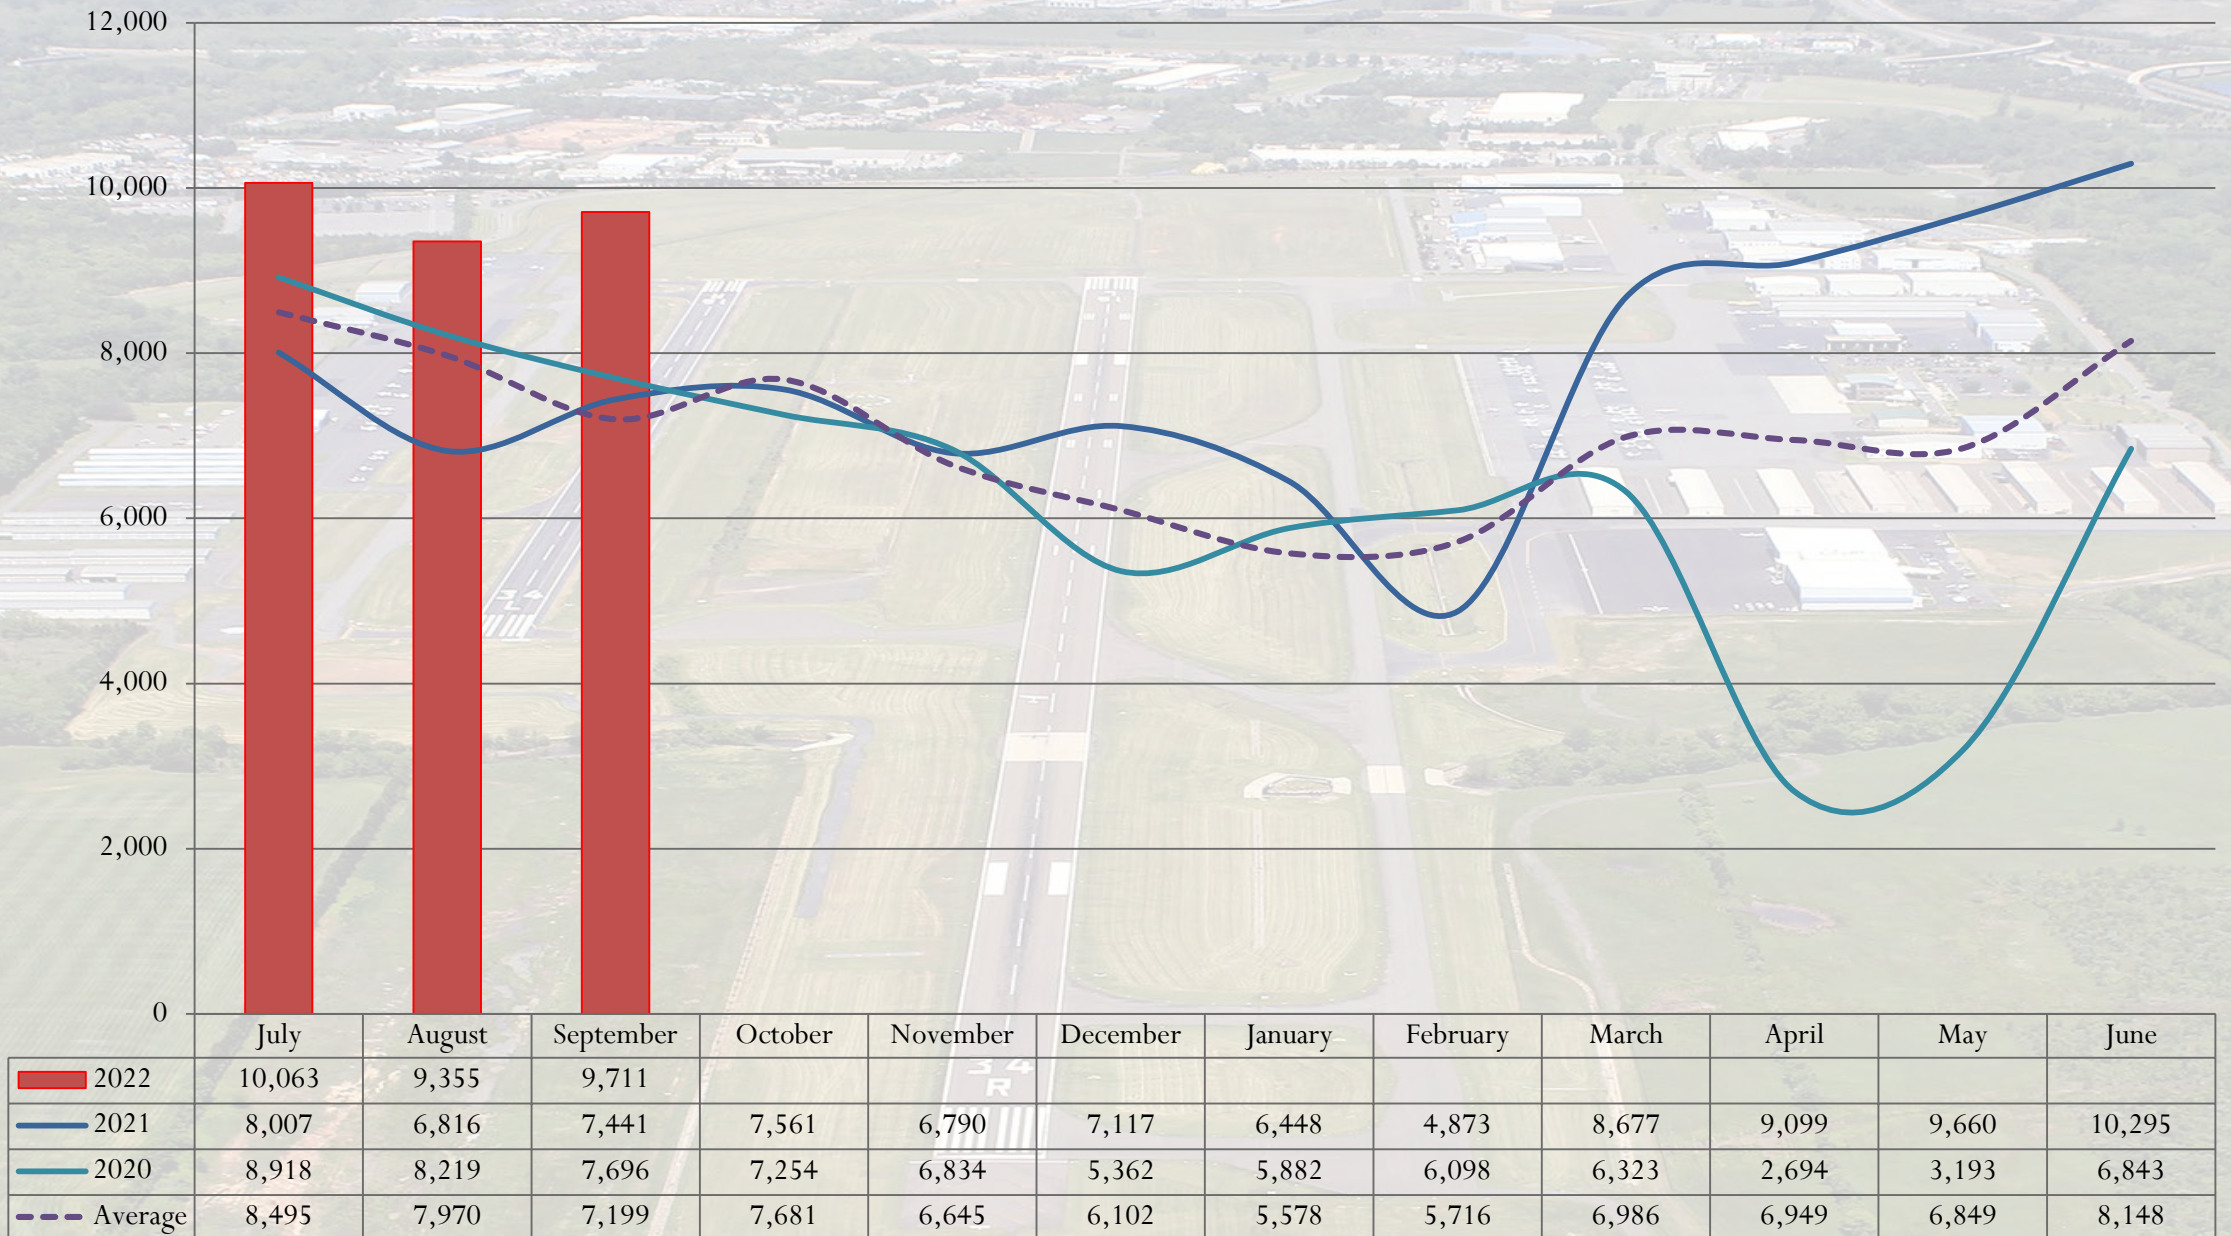 12,000
10,000
8,000
6,000
4,000
2,000
0
34
L
July August September October November December January February March April May June
2022 10,063 9,355 9,711
34
R
2021 8,007 6,816 7,441 7,561 6,790 7,117 6,448 4,873 8,677 9,099 9,660 10,295
2020 8,918 8,219 7,696 7,254 6,834 5,362 5,882 6,098 6,323 2,694 3,193 6,843
Average 8,495 7,970 7,199 7,681 6,645 6,102 5,578 5,716 6,986 6,949 6,849 8,148